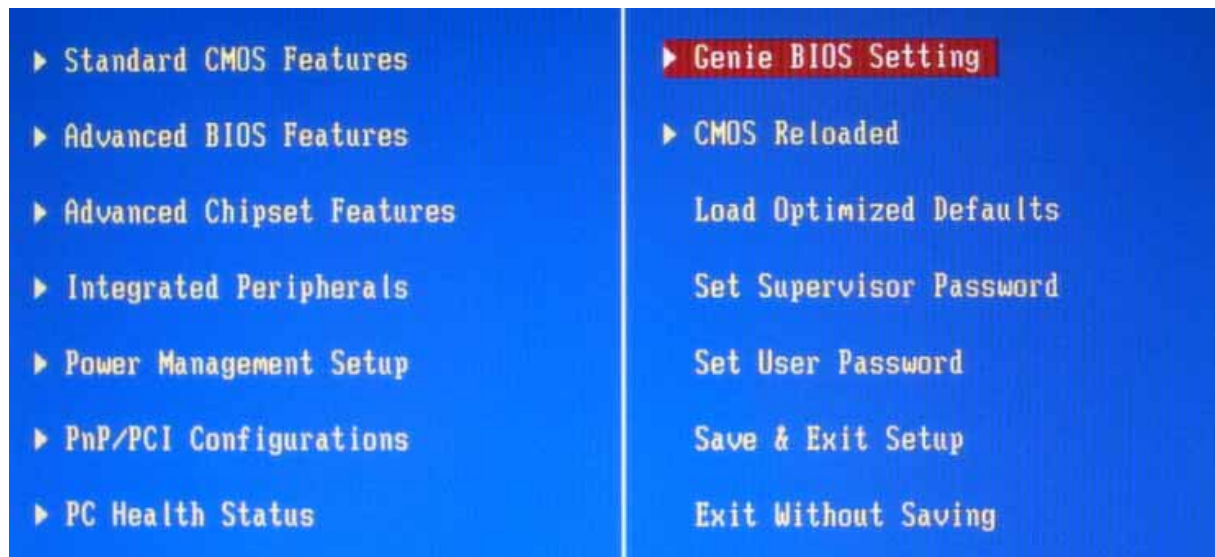 Standard CMOS Features
Advanced BIOS Features
Advanced Chipset Features
Integrated Peripherals
Power Management Setup
PnP/PCI Configurations
PC Health Status
Genie BIOS Setting
CMOS Reloaded
Load Optimized Defaults
Set Supervisor Password
Set User Password
Save & Exit Setup
Exit Without Saving